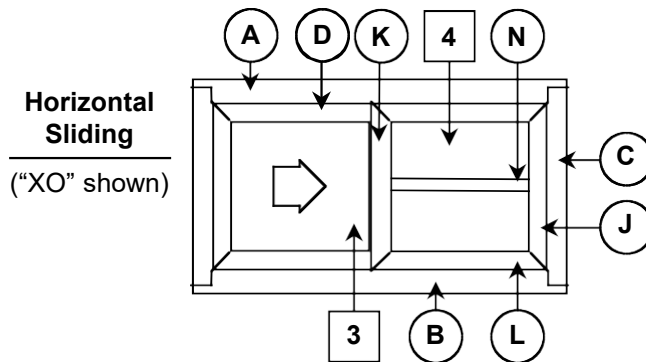 A D K 4 N
Horizontal
Sliding
("XO" shown)
C
J
3 B L